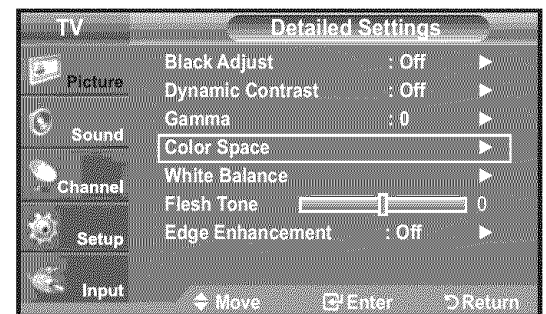 TV
Detailed Settings
Picture
Sound
Channel
Setup
Input
Black Adjust : Off
Dynamic Contrast : Off
Gamma : 0
Color Space
White Balance
Flesh Tone 0
Edge Enhancement : Off
Move Enter Return